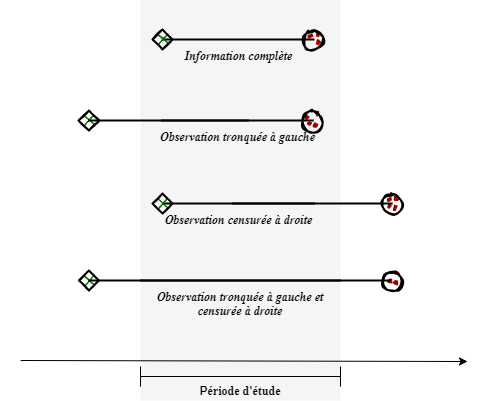 Information complète
Observation tronquée à gauche
Observation censurée à droite
Observation tronquée à gauche et
censurée à droite
Période d'étude